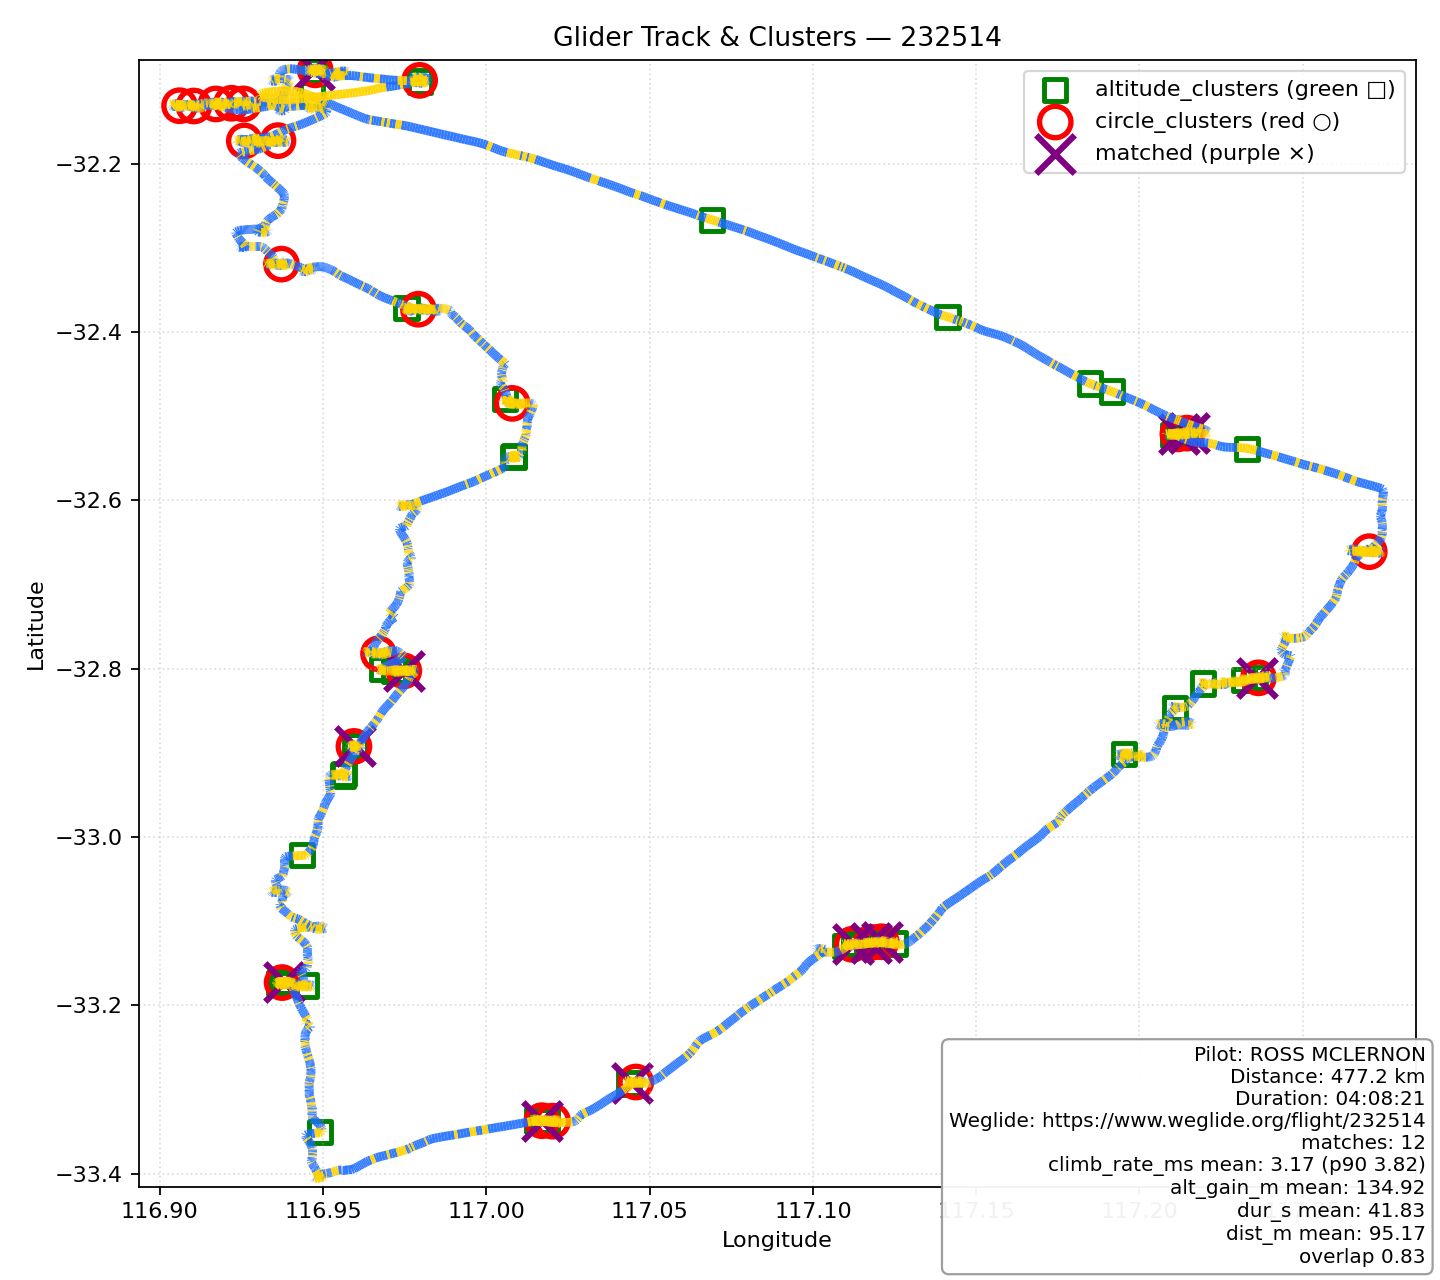 Glider Track & Clusters — 232514
altitude_clusters (green □)
circle_clusters (red ○)
matched (purple ×)
Latitude
−32.2
−32.4
−32.6
−32.8
−33.0
−33.2
−33.4
116.90 116.95 117.00 117.05 117.10 117.15 117.20
Longitude
Pilot: ROSS MCLERNON
Distance: 477.2 km
Duration: 04:08:21
Weglide: https://www.weglide.org/flight/232514
matches: 12
climb_rate_ms mean: 3.17 (p90 3.82)
alt_gain_m mean: 134.92
dur_s mean: 41.83
dist_m mean: 95.17
overlap 0.83